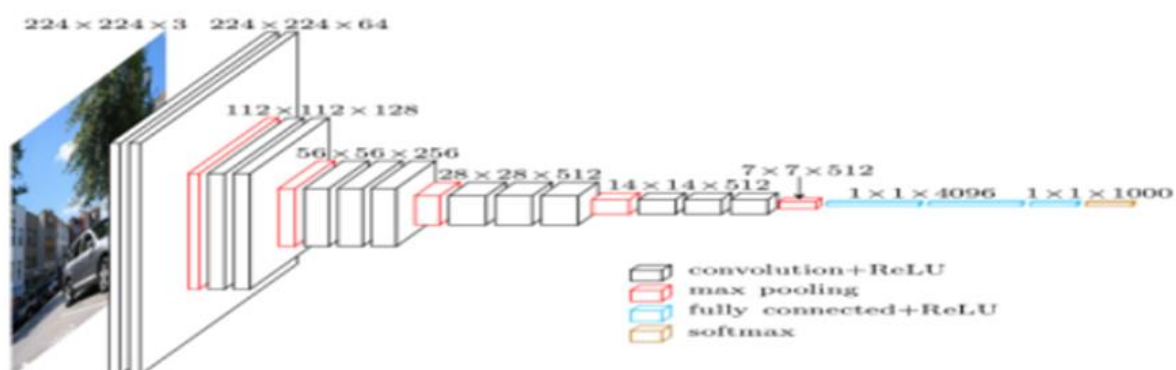 224 × 224 × 3
224 × 224 × 64
112 × 112 × 128
56 × 56 × 256
28 × 28 × 512
14 × 14 × 512
7 × 7 × 512
1 × 1 × 4096
1 × 1 × 1000
convolution+ReLU
max pooling
fully connected+ReLU
softmax